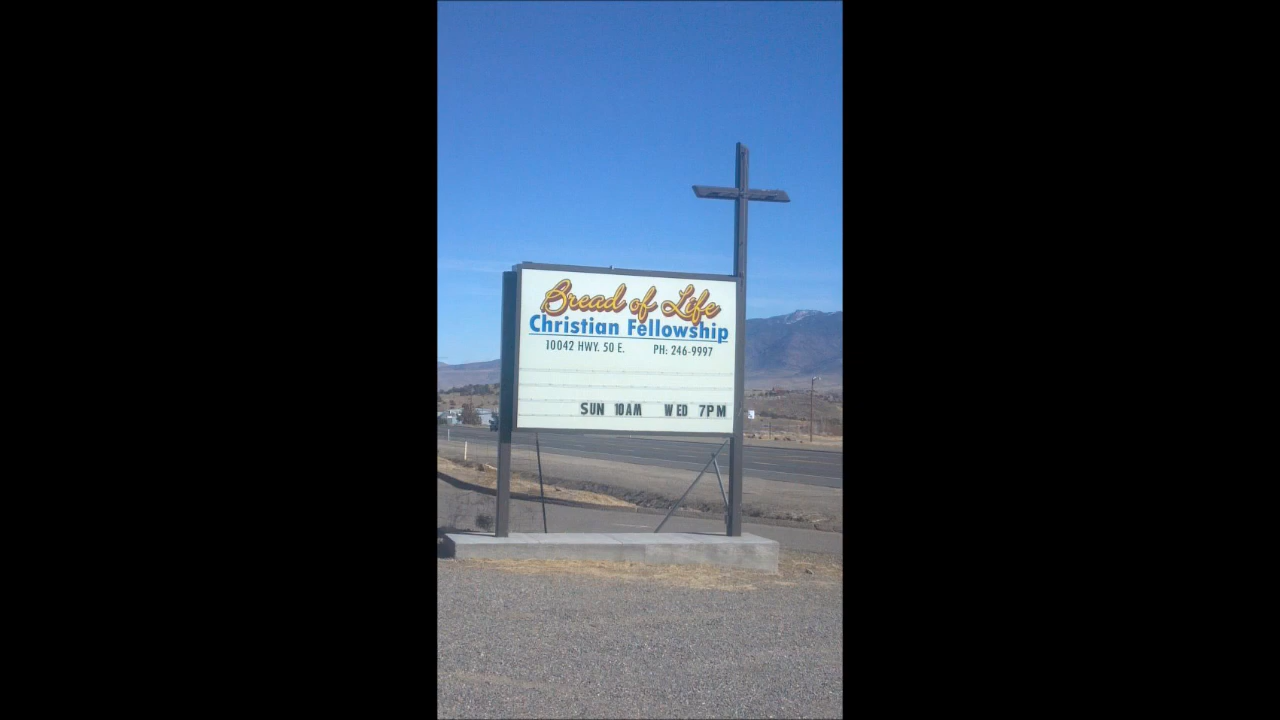 Bread of Life
Christian Fellowship
10042 HWY. 50 E. PH: 246-9997
SUN 10AM WED 7PM